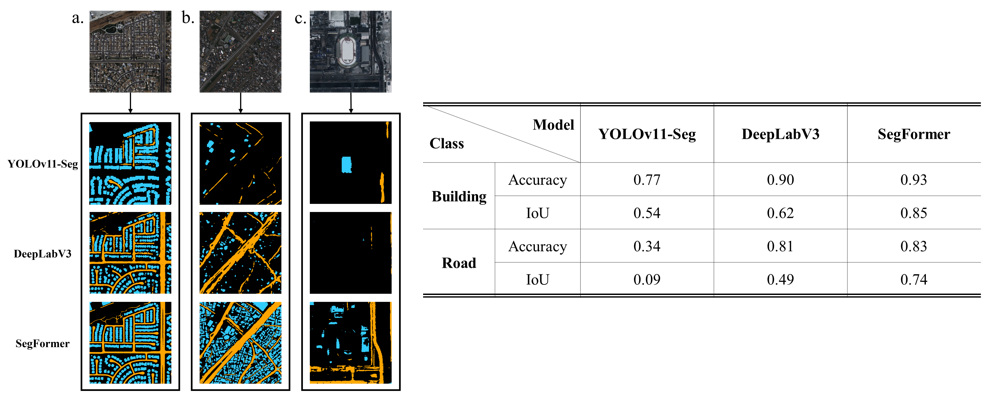 a. b. c.
YOLOv11-Seg
DeepLabV3
SegFormer
Model
Class
YOLOv11-Seg DeepLabV3 SegFormer
Building
Accuracy 0.77 0.90 0.93
IoU 0.54 0.62 0.85
Road
Accuracy 0.34 0.81 0.83
IoU 0.09 0.49 0.74